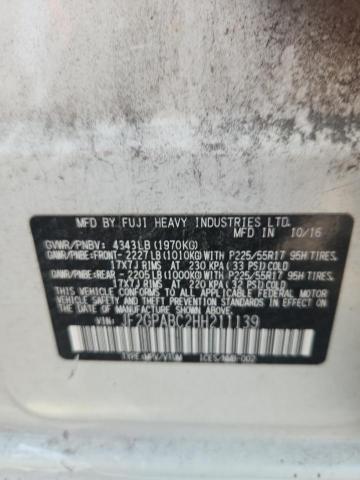 MFD BY FUJI HEAVY INDUSTRIES LTD.
MFD IN 10/16
GVWR/PNBV: 4343LB (1970KG)
GAWR/PNBE: FRONT- 2227LB (1010KG) WITH P225/55R17 95H TIRES,
17X7J RIMS AT 230 KPA (33 PSI) COLD
GAWR/PNBE: REAR - 2205LB (1000KG) WITH P225/55R17 95H TIRES,
17X7J RIMS AT 220 KPA (32 PSI) COLD
THIS VEHICLE CONFORMS TO ALL APPLICABLE FEDERAL
MOTOR VEHICLE SAFETY, BUMPER, AND THEFT PREVENTION
STANDARDS IN EFFECT ON THE DATE OF MANUFACTURE
SHOWN ABOVE.
VIN: JF2GPABC2HH211139
TYPE:MPV/VTUM ICES/NMB-002